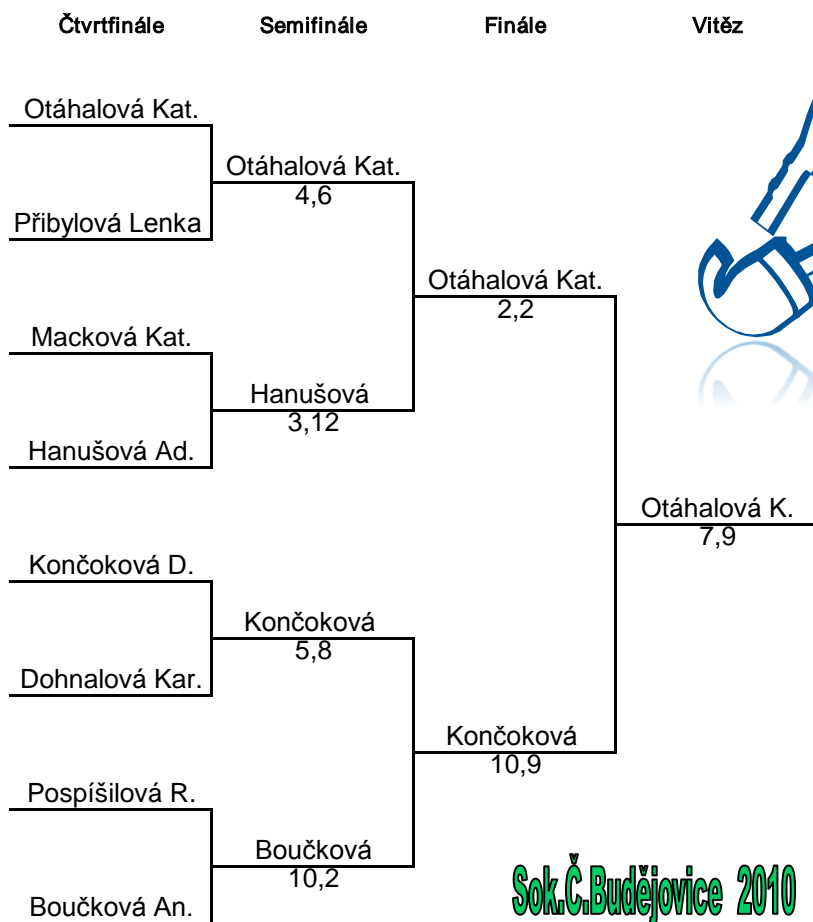 Čtvrtfinále Semifinále Finále Vitěz
Otáhalová Kat.
Otáhalová Kat.
4,6
Přibylová Lenka
Otáhalová Kat.
2,2
Macková Kat.
Hanušová
3,12
Hanušová Ad.
Otáhalová K.
7,9
Končoková D.
Končoková
5,8
Dohnalová Kar.
Končoková
10,9
Pospíšilová R.
Boučková
10,2
Boučková An.
Sok.Č.Budějovice 2010